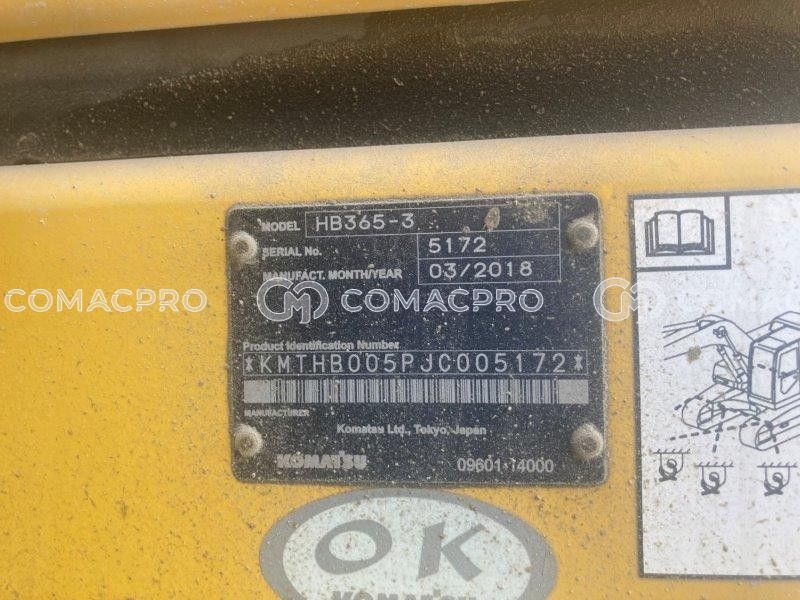 MODEL HB365-3
SERIAL No. 5172
MANUFACT. MONTH/YEAR 03/2018
COMACPRO COMACPRO
Product Identification Number
*KMTHB005PJC005172*
MANUFACTURER
Komatsu Ltd., Tokyo, Japan
KOMATSU 09601-14000
OK
KOMATSU